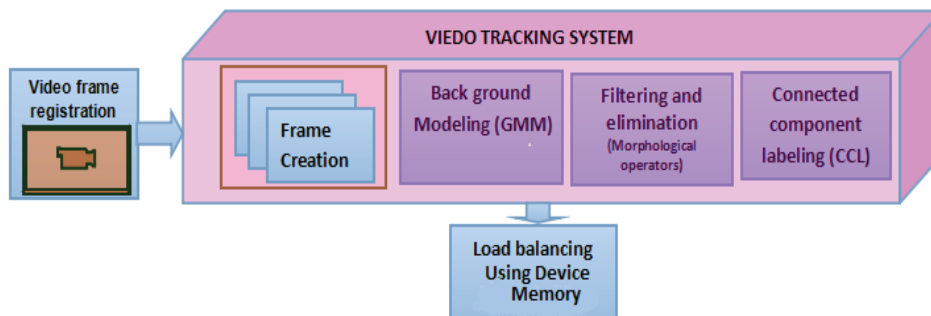 VIEDO TRACKING SYSTEM
Video frame
registration
Frame
Creation
Back ground
Modeling (GMM)
Filtering and
elimination
(Morphological
operators)
Connected
component
labeling (CCL)
Load balancing
Using Device
Memory